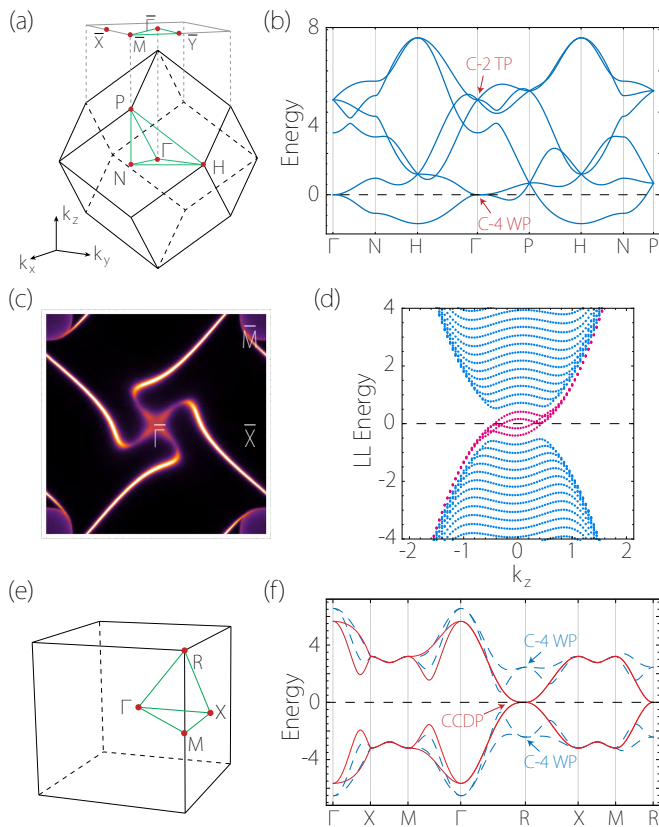 (a)
Γ̅
X̅
M̅
Y̅
P
Γ
N
H
k_z
k_x
k_y
(b)
8
4
0
Energy
C-2 TP
C-4 WP
Γ N H Γ P H N P
(c)
M̅
Γ̅
X̅
(d)
4
2
0
-2
-4
LL Energy
-2 -1 0 1 2
k_z
(e)
R
Γ
X
M
(f)
4
0
-4
Energy
C-4 WP
CCDP
C-4 WP
Γ X M Γ R X M R